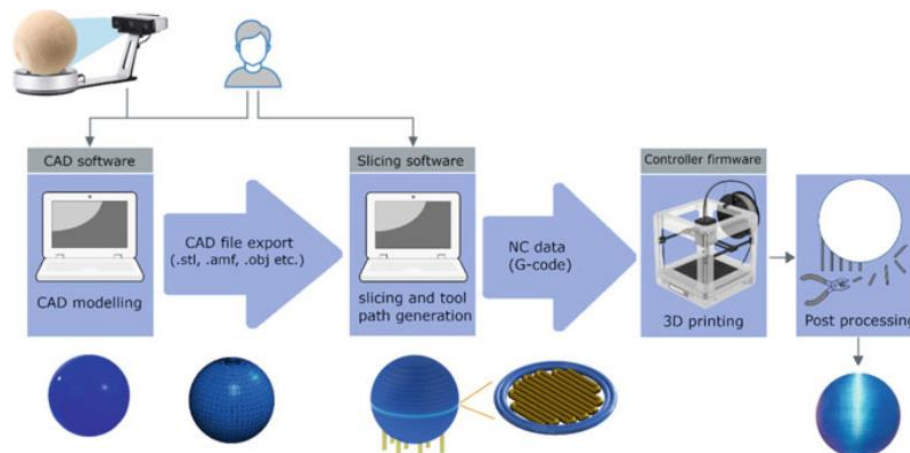 CAD software
Slicing software
Controller firmware
CAD file export
(.stl, .amf, .obj etc.)
NC data
(G-code)
CAD modelling
slicing and tool
path generation
3D printing
Post processing